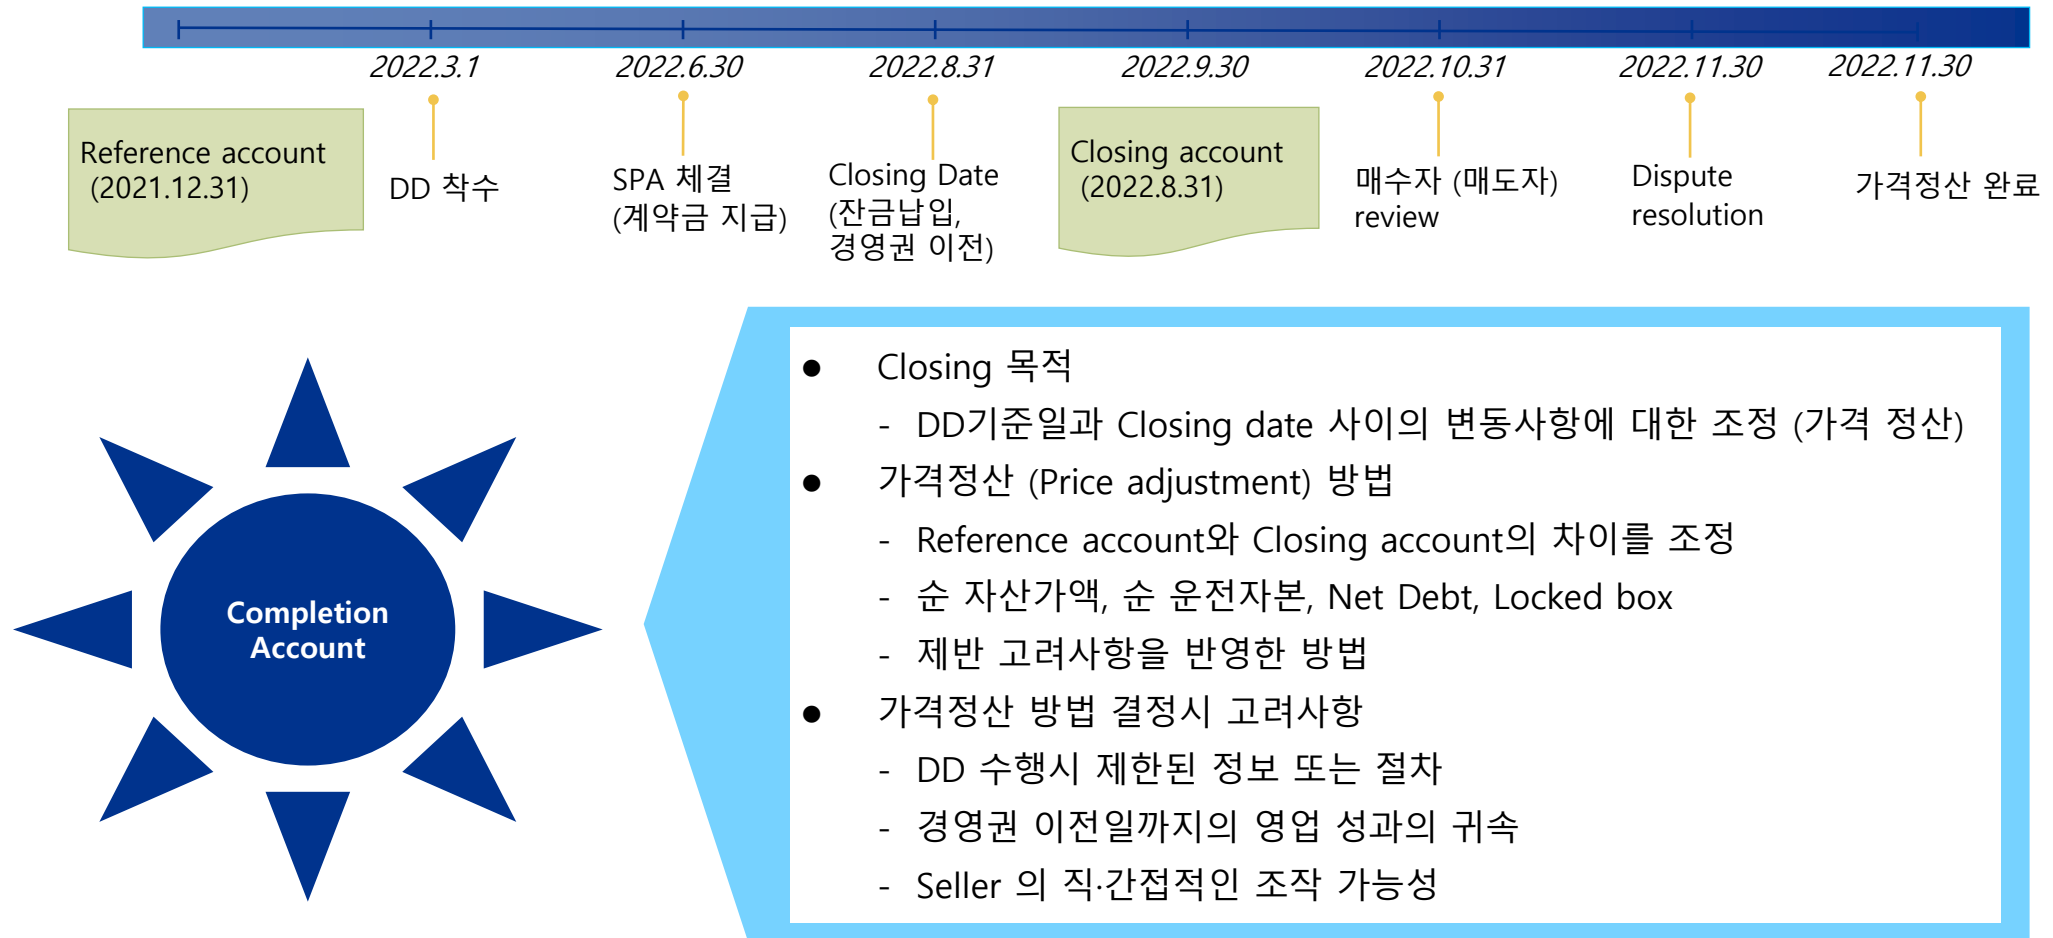 2022.3.1
2022.6.30
2022.8.31
2022.9.30
2022.10.31
2022.11.30
2022.11.30
Reference account
(2021.12.31)
DD 착수
SPA 체결
(계약금 지급)
Closing Date
(잔금납입,
경영권 이전)
Closing account
(2022.8.31)
매수자 (매도자)
review
Dispute
resolution
가격정산 완료
Completion
Account
● Closing 목적
- DD기준일과 Closing date 사이의 변동사항에 대한 조정 (가격 정산)
● 가격정산 (Price adjustment) 방법
- Reference account와 Closing account의 차이를 조정
- 순 자산가액, 순 운전자본, Net Debt, Locked box
- 제반 고려사항을 반영한 방법
● 가격정산 방법 결정시 고려사항
- DD 수행시 제한된 정보 또는 절차
- 경영권 이전일까지의 영업 성과의 귀속
- Seller 의 직·간접적인 조작 가능성